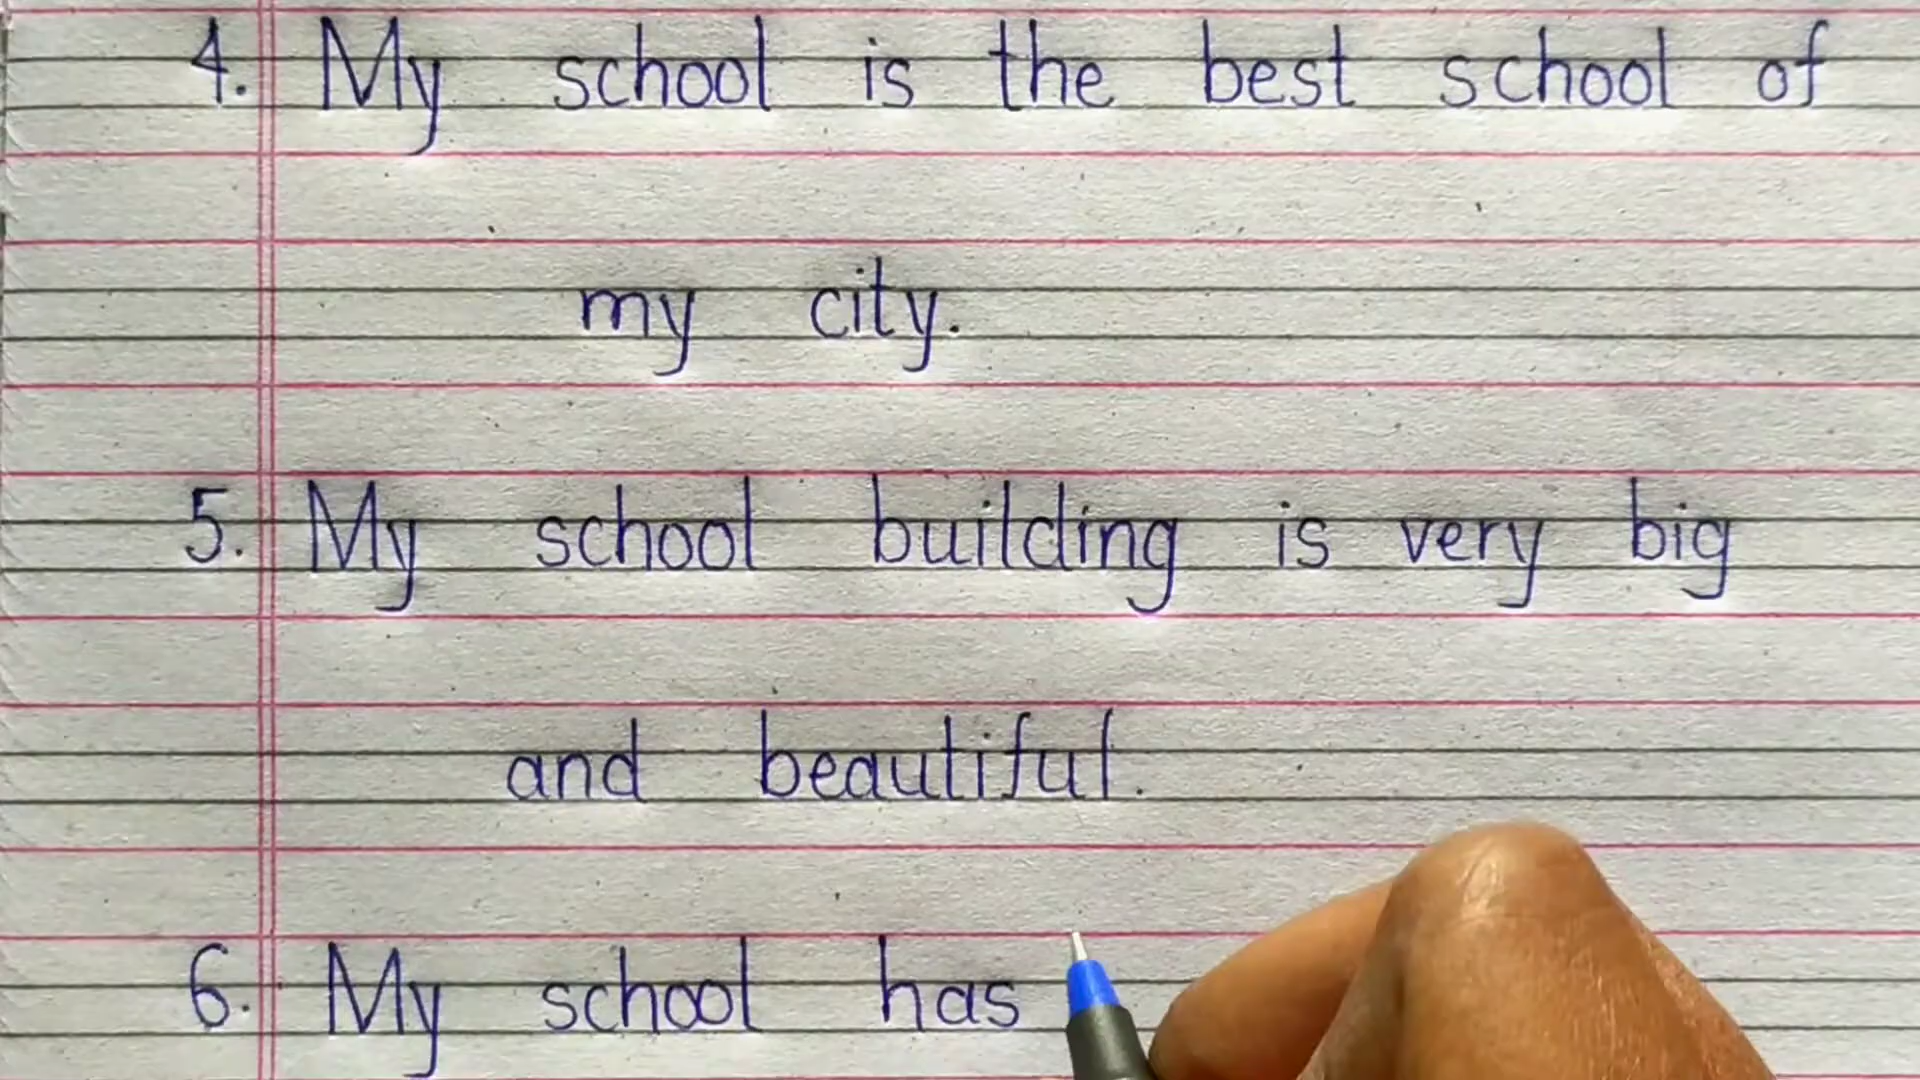 4. My school is the best school of
my city.
5. My school building is very big
and beautiful.
6. My school has